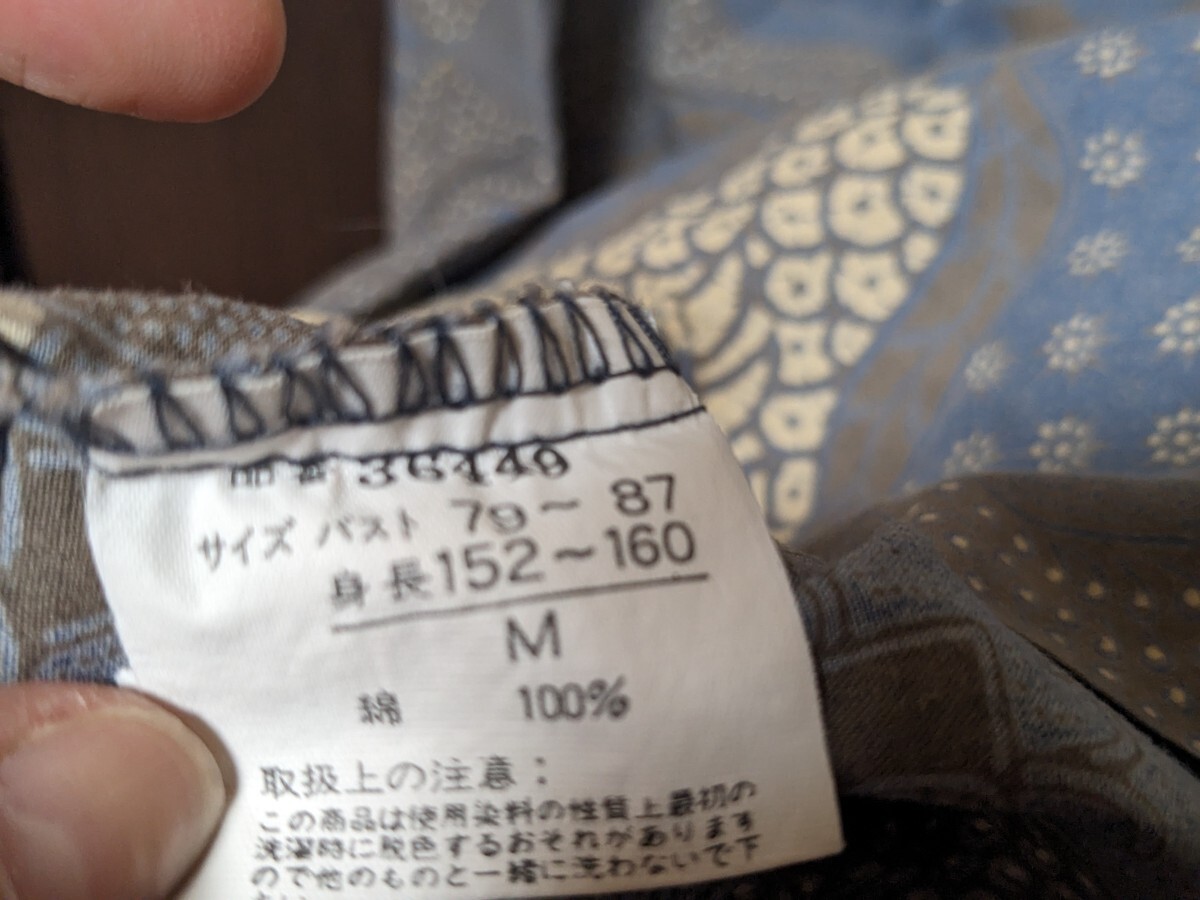 品番 36449
サイズ バスト 79～ 87
身長152～160
M
綿 100%
取扱上の注意：
この商品は使用染料の性質上最初の
洗濯時に脱色するおそれがあります
ので他のものと一緒に洗わないで下